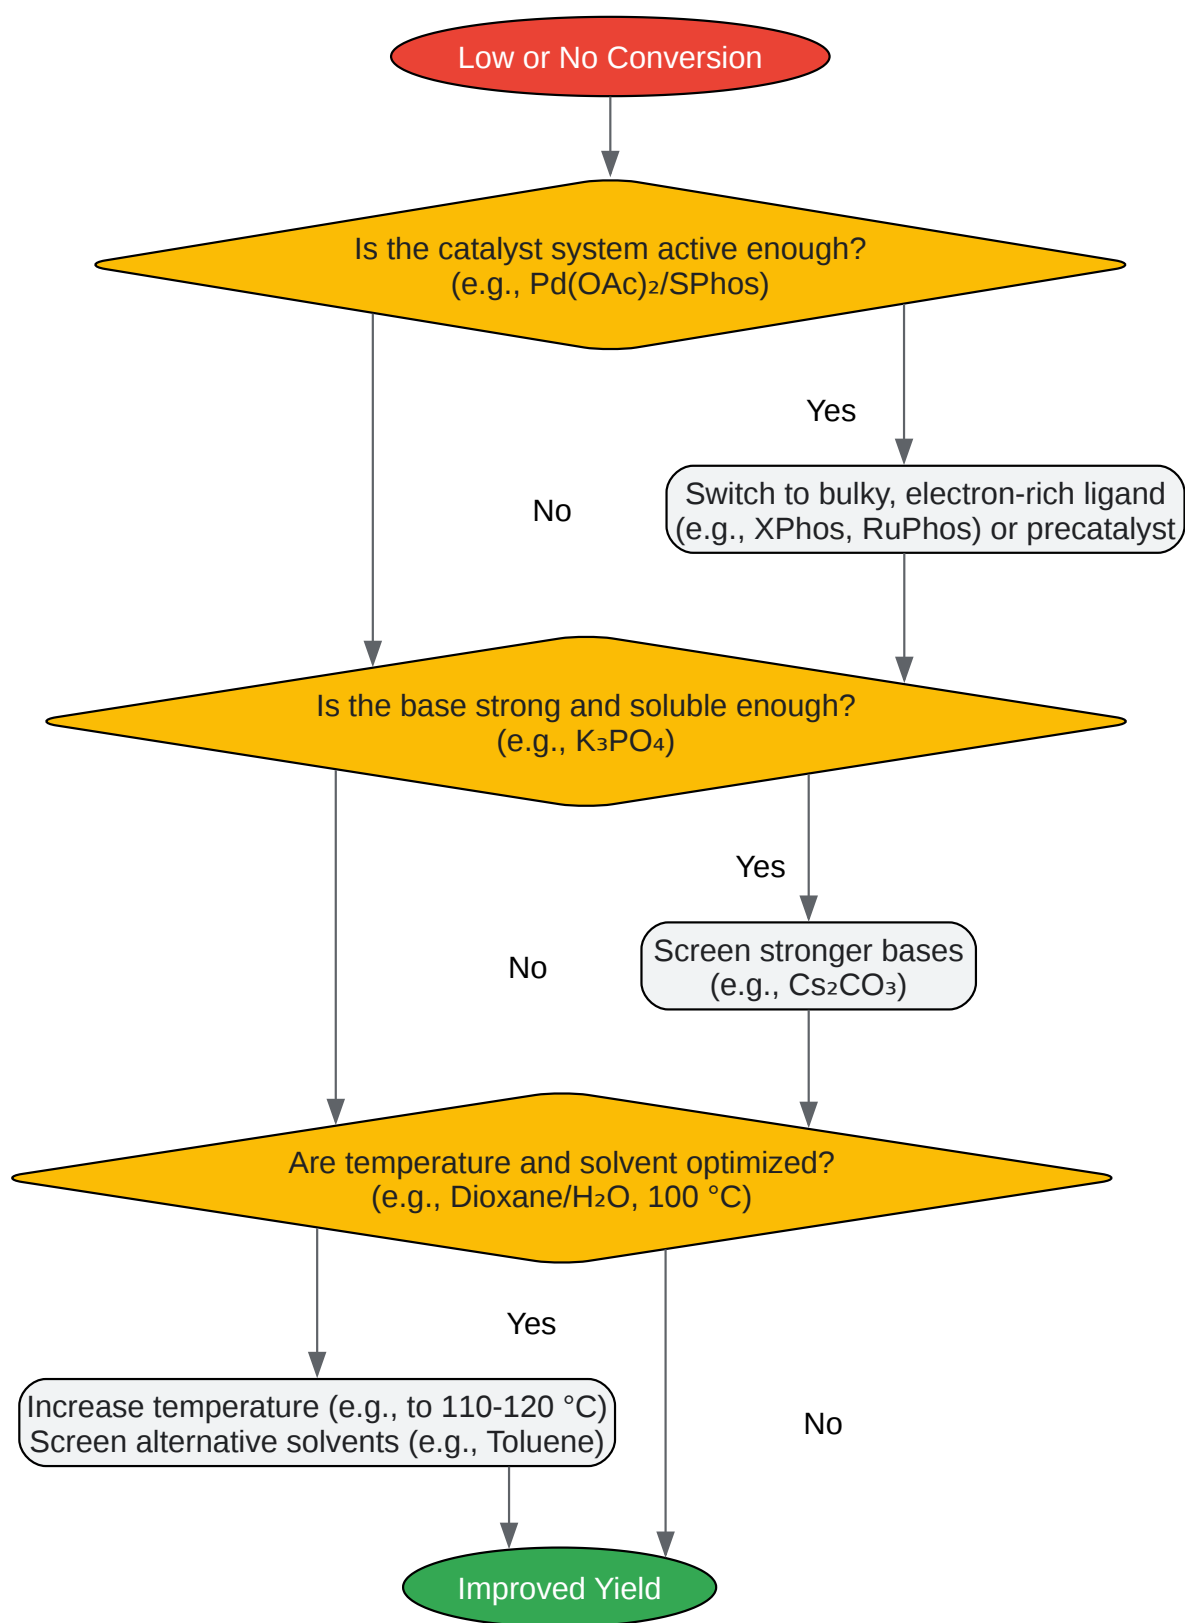 Low or No Conversion
Is the catalyst system active enough?
(e.g., Pd(OAc)₂/SPhos)
Yes
No
Switch to bulky, electron-rich ligand
(e.g., XPhos, RuPhos) or precatalyst
Is the base strong and soluble enough?
(e.g., K₃PO₄)
Yes
No
Screen stronger bases
(e.g., Cs₂CO₃)
Are temperature and solvent optimized?
(e.g., Dioxane/H₂O, 100 °C)
Yes
Increase temperature (e.g., to 110-120 °C)
Screen alternative solvents (e.g., Toluene)
No
Improved Yield